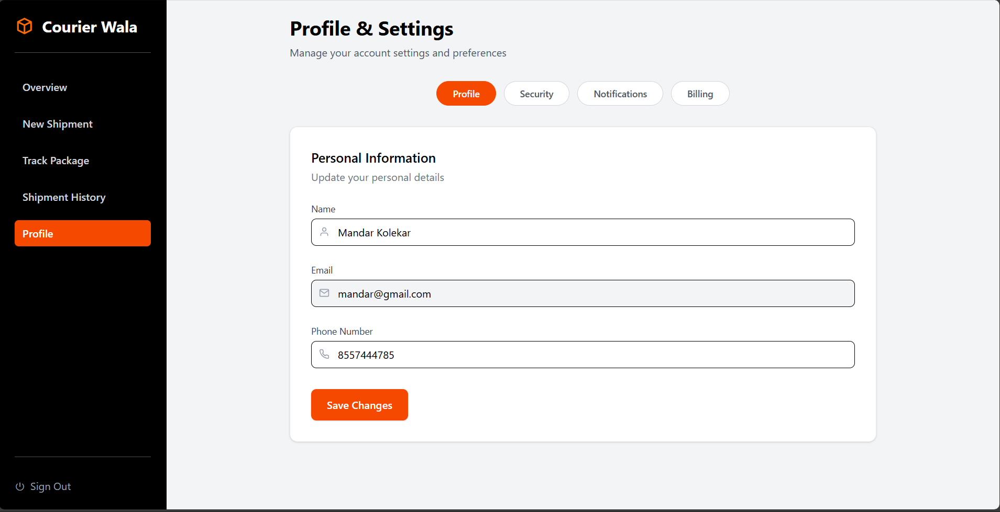 Courier Wala
Overview
New Shipment
Track Package
Shipment History
Profile
Sign Out
Profile & Settings
Manage your account settings and preferences
Profile
Security
Notifications
Billing
Personal Information
Update your personal details
Name
Mandar Kolekar
Email
mandar@gmail.com
Phone Number
8557444785
Save Changes